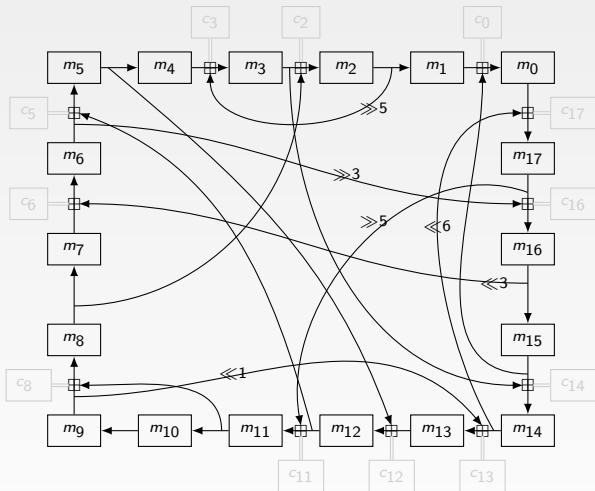 c₃ c₂ c₀
m₅ m₄ m₃ m₂ m₁ m₀
⋙5
c₅ c₁₇
m₆ m₁₇
⋙3
c₆ c₁₆
⋙5 ⋘6
m₇ m₁₆
⋘3
m₈ m₁₅
⋘1
c₈ c₁₄
m₉ m₁₀ m₁₁ m₁₂ m₁₃ m₁₄
c₁₁ c₁₂ c₁₃